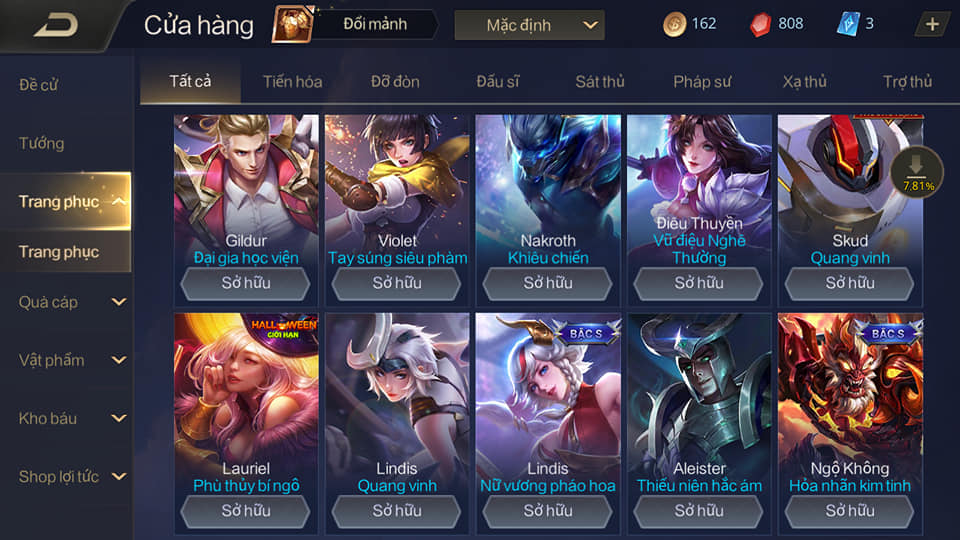 Cửa hàng
Đổi mảnh
Mặc định
162
808
3
Đề cử
Tướng
Trang phục
Trang phục
Quà cáp
Vật phẩm
Kho báu
Shop lợi tức
Tất cả
Tiến hóa
Đỡ đòn
Đấu sĩ
Sát thủ
Pháp sư
Xạ thủ
Trợ thủ
Gildur
Đại gia học viện
Sở hữu
Violet
Tay súng siêu phàm
Sở hữu
Nakroth
Khiêu chiến
Sở hữu
Điêu Thuyền
Vũ điệu Nghê
Thường
Sở hữu
7.81%
Skud
Quang vinh
Sở hữu
HALLOWEEN
GIỚI HẠN
Lauriel
Phù thủy bí ngô
Sở hữu
Lindis
Quang vinh
Sở hữu
BẬC S
Lindis
Nữ vương pháo hoa
Sở hữu
Aleister
Thiếu niên hắc ám
Sở hữu
BẬC S
Ngộ Không
Hỏa nhãn kim tinh
Sở hữu